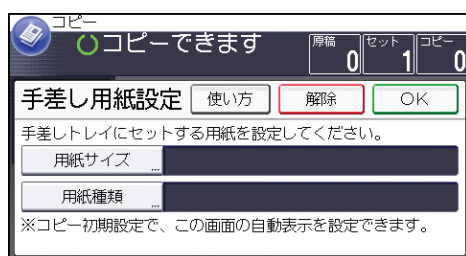 コピー
コピーできます
原稿 0 セット 1 コピー 0
手差し用紙設定 使い方 解除 OK
手差しトレイにセットする用紙を設定してください。
用紙サイズ
用紙種類
※コピー初期設定で、この画面の自動表示を設定できます。